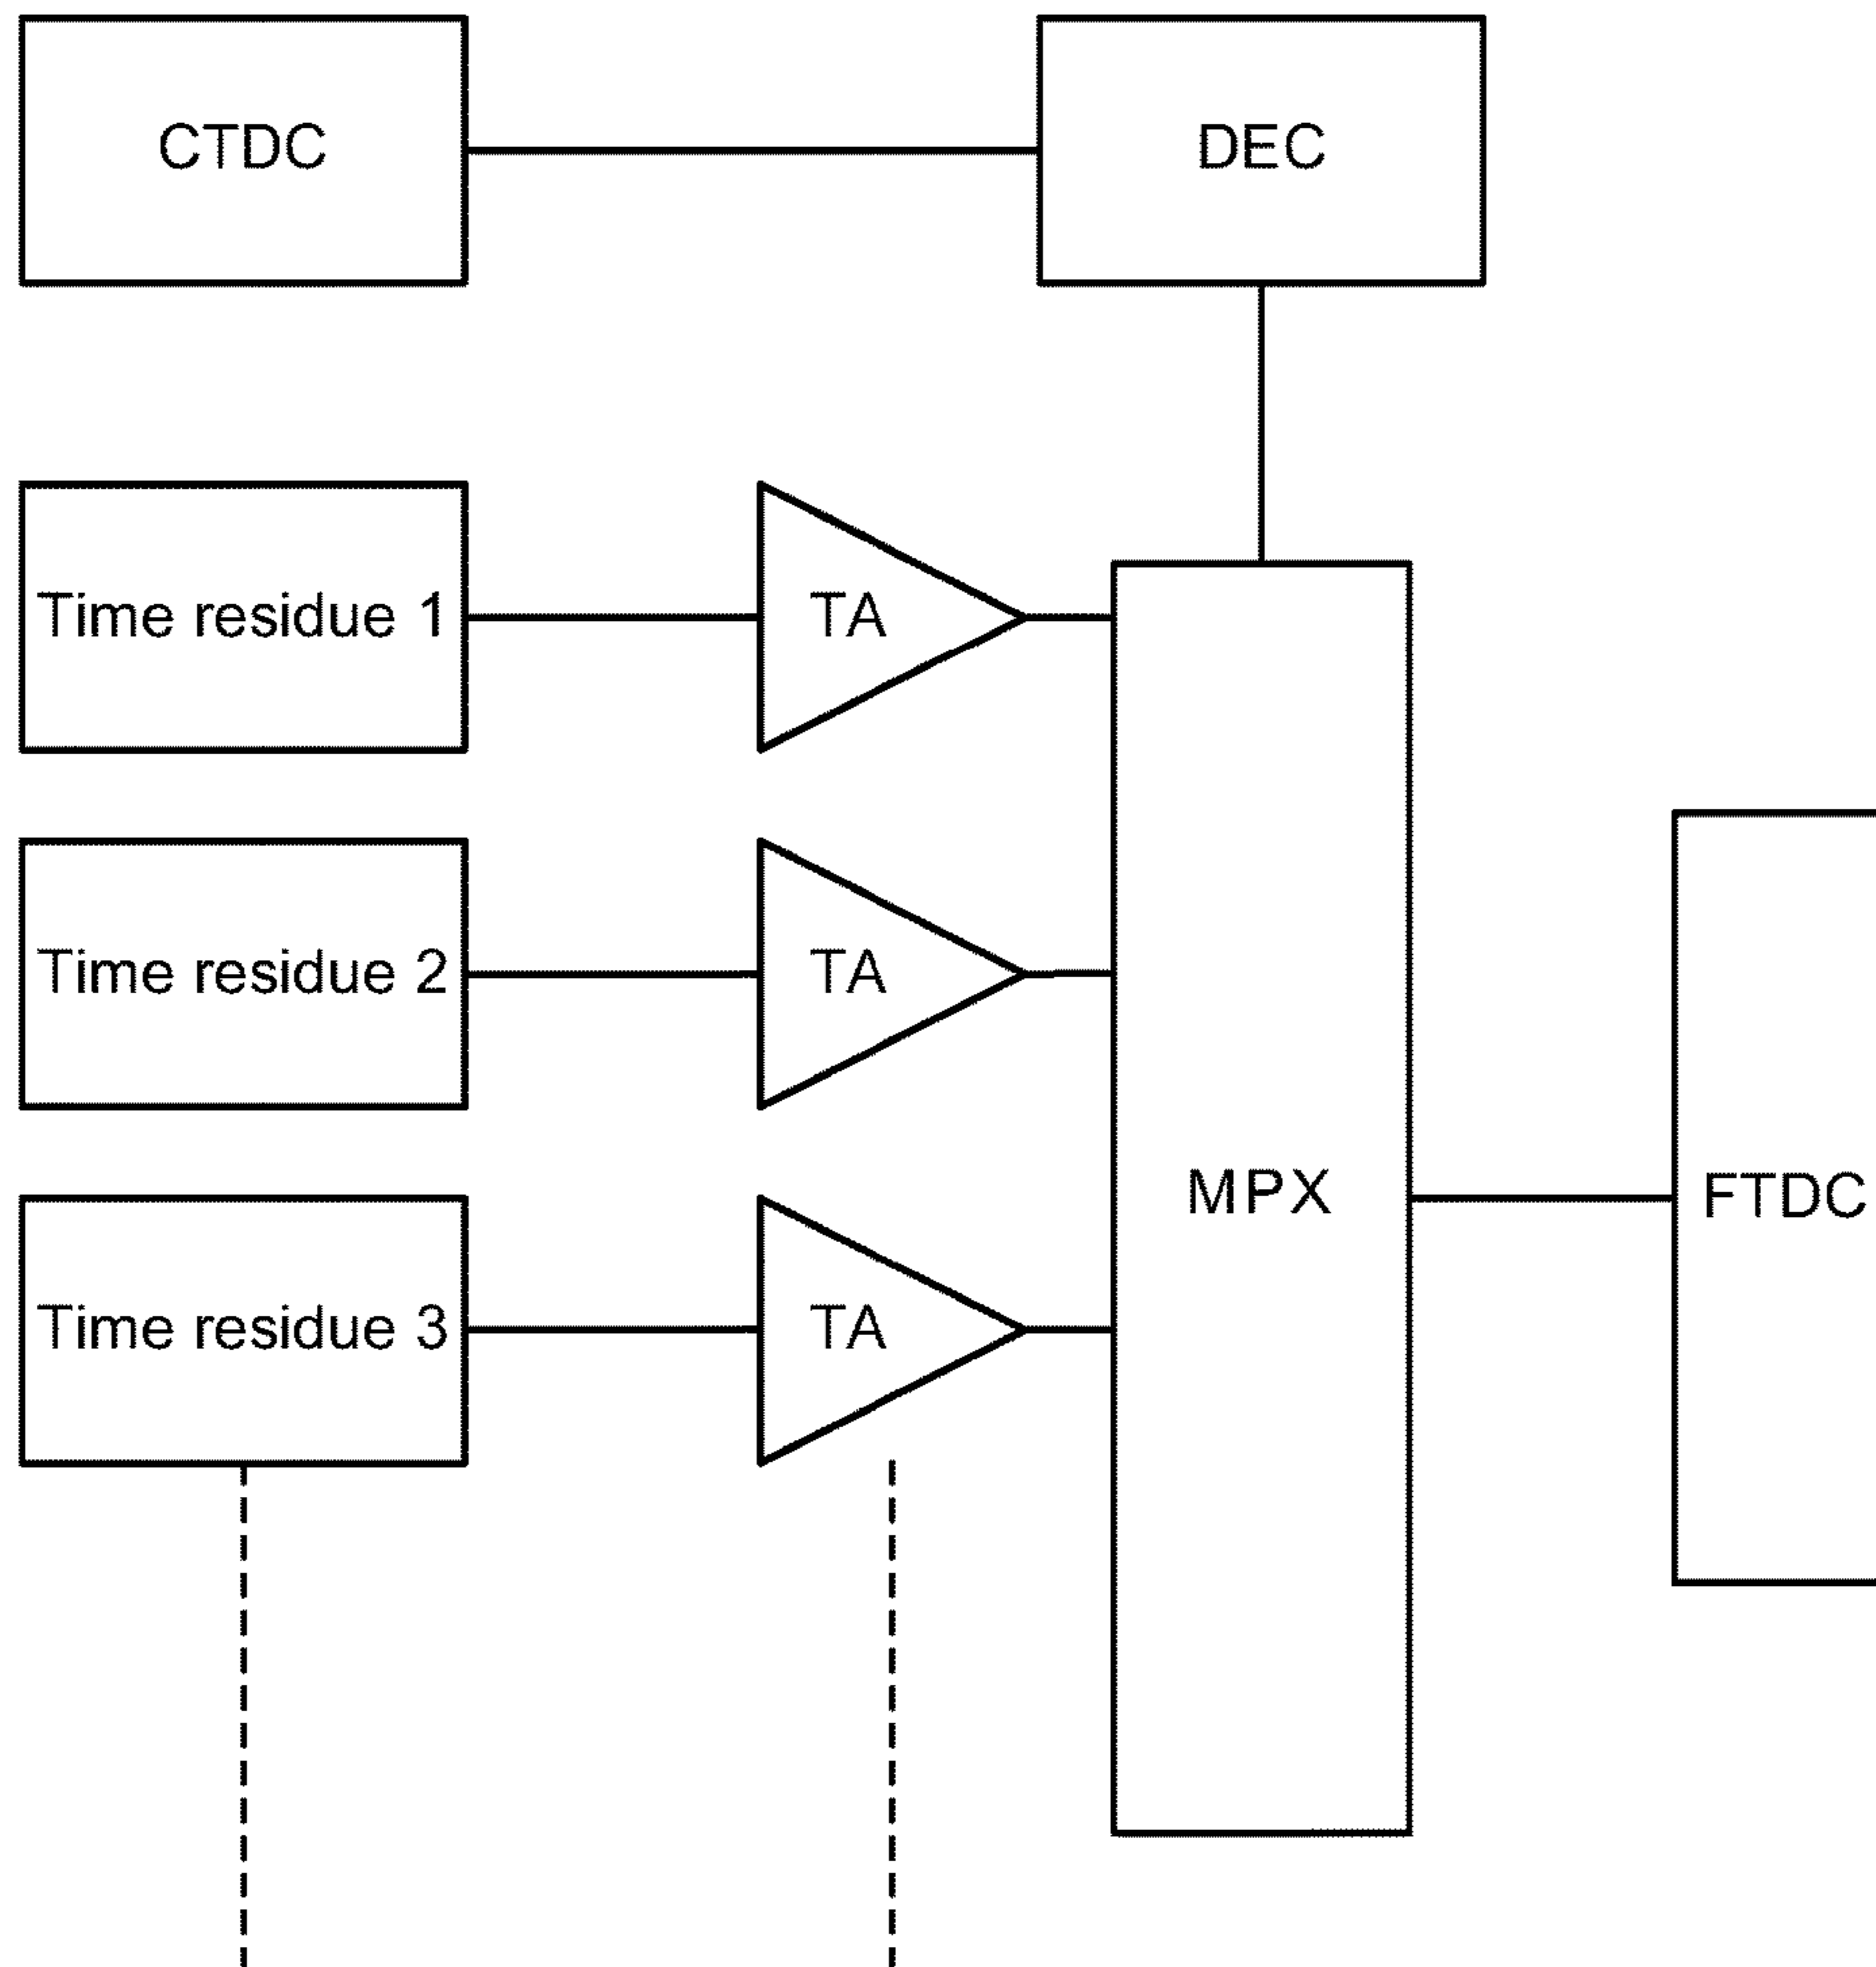 CTDC
DEC
Time residue 1
TA
Time residue 2
TA
MPX
FTDC
Time residue 3
TA